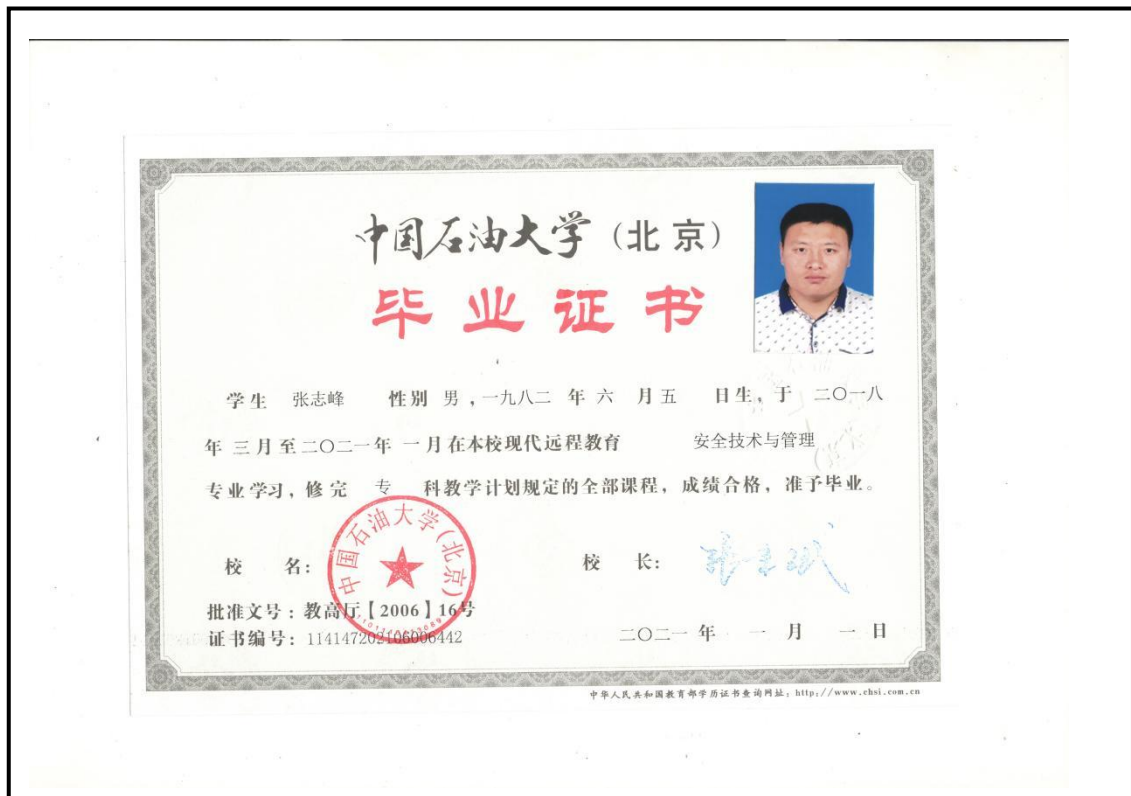 中国石油大学（北京）
毕业证书
学生 张志峰 性别 男，一九八二 年 六 月 五 日生，于 二〇一八
年 三 月 至 二〇二一 年 一 月在本校现代远程教育 安全技术与管理
专业学习，修完 专 科教学计划规定的全部课程，成绩合格，准予毕业。
校 名：
中国石油大学(北京)
校 长：
批准文号：教高厅【2006】16号
证书编号：114147202106006442
二〇二一 年 一 月 一 日
中华人民共和国教育部学历证书查询网址：http://www.chsi.com.cn